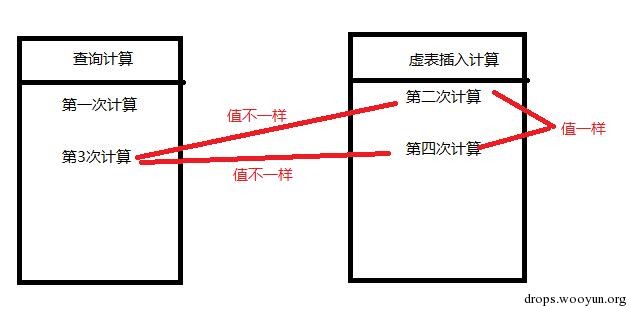 查询计算
第一次计算
第3次计算
值不一样
值不一样
虚表插入计算
第二次计算
第四次计算
值一样
drops.wooyun.org